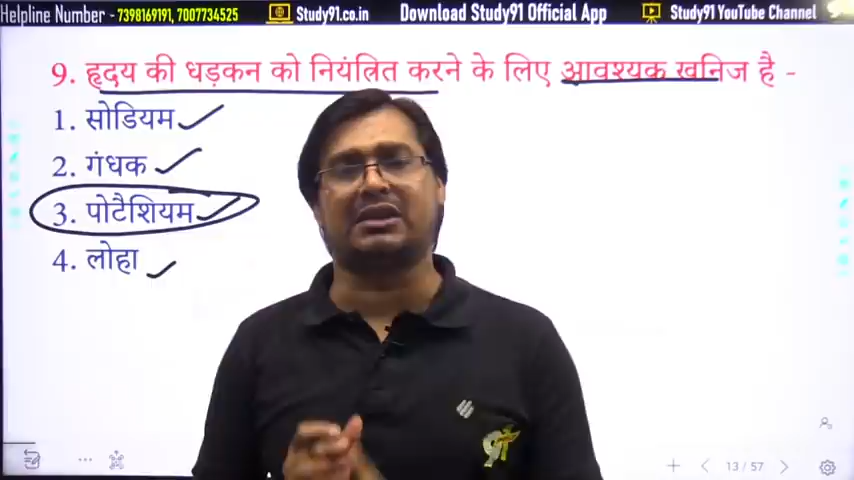 Helpline Number - 7398169191, 7007734525 Study91.co.in Download Study91 Official App Study91 YouTube Channel
9. हृदय की धड़कन को नियंत्रित करने के लिए आवश्यक खनिज है -
1. सोडियम
2. गंधक
3. पोटैशियम
4. लोहा
13 / 57